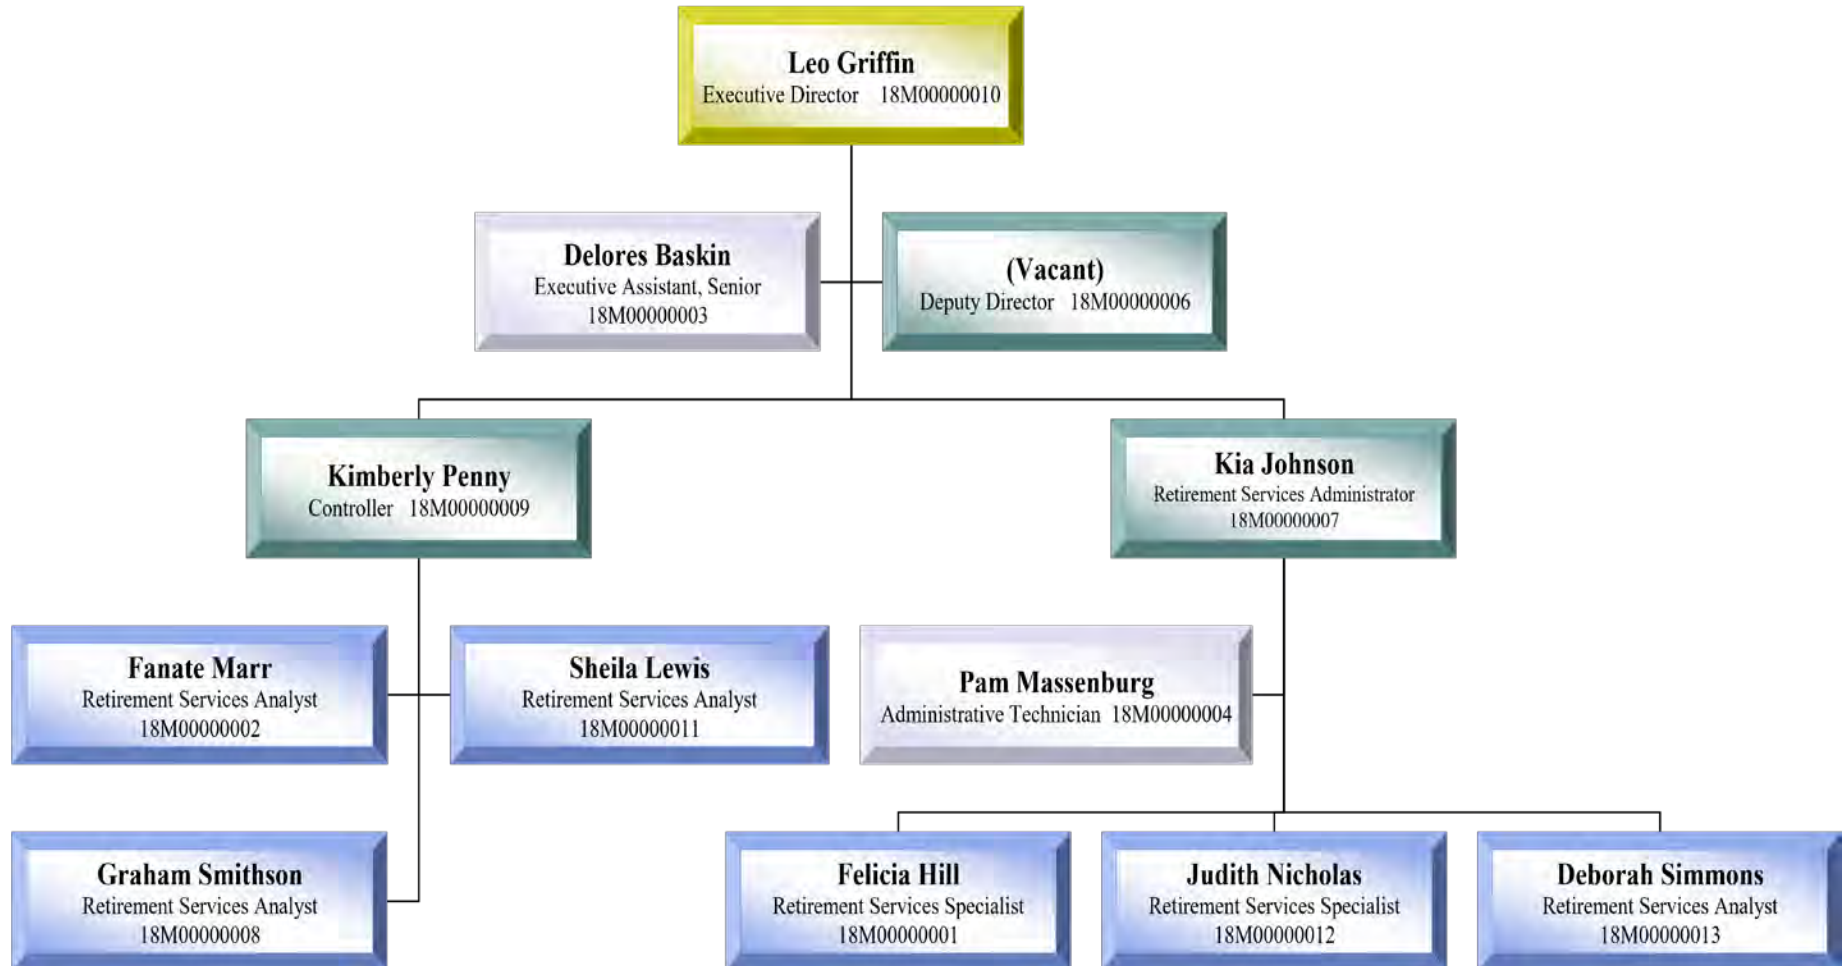 Leo Griffin
Executive Director 18M00000010
Delores Baskin
Executive Assistant, Senior
18M00000003
(Vacant)
Deputy Director 18M00000006
Kimberly Penny
Controller 18M00000009
Kia Johnson
Retirement Services Administrator
18M00000007
Fanate Marr
Retirement Services Analyst
18M00000002
Sheila Lewis
Retirement Services Analyst
18M00000011
Pam Massenburg
Administrative Technician 18M00000004
Graham Smithson
Retirement Services Analyst
18M00000008
Felicia Hill
Retirement Services Specialist
18M00000001
Judith Nicholas
Retirement Services Specialist
18M00000012
Deborah Simmons
Retirement Services Analyst
18M00000013